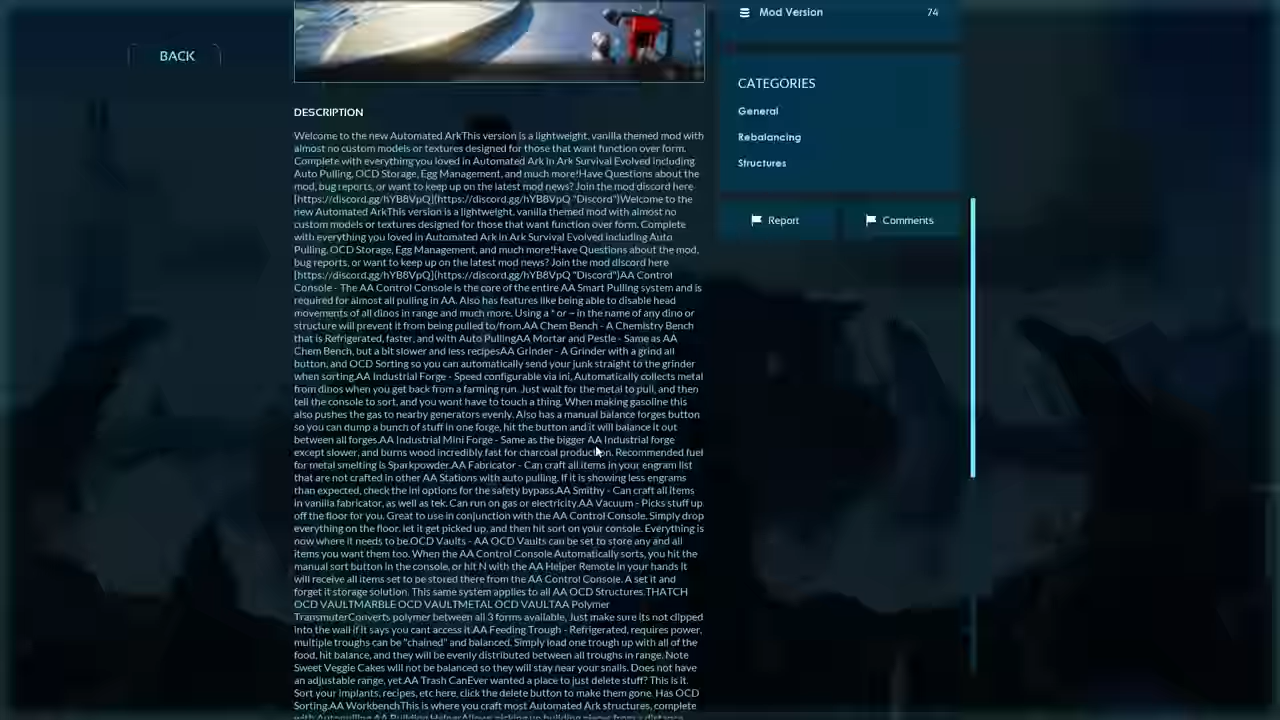 BACK
Mod Version 74
CATEGORIES
General
Rebalancing
Structures
Report
Comments
DESCRIPTION
Welcome to the new Automated ArkThis version is a lightweight, vanilla themed mod with
almost no custom models or textures designed for those that want function over form.
Complete with everything you loved in Automated Ark in Ark Survival Evolved including
Auto Pulling, OCD Storage, Egg Management, and much more!Have Questions about the
mod, bug reports, or want to keep up on the latest mod news? Join the mod discord here
[https://discord.gg/hYB8VpQ](https://discord.gg/hYB8VpQ "Discord")Welcome to the
new Automated ArkThis version is a lightweight, vanilla themed mod with almost no
custom models or textures designed for those that want function over form. Complete
with everything you loved in Automated Ark in Ark Survival Evolved including Auto
Pulling, OCD Storage, Egg Management, and much more!Have Questions about the mod,
bug reports, or want to keep up on the latest mod news? Join the mod discord here
[https://discord.gg/hYB8VpQ](https://discord.gg/hYB8VpQ "Discord")AA Control
Console - The AA Control Console is the core of the entire AA Smart Pulling system and is
required for almost all pulling in AA. Also has features like being able to disable head
movements of all dinos in range and much more. Using a * or ~ in the name of any dino or
structure will prevent it from being pulled to/from.AA Chem Bench - A Chemistry Bench
that is Refrigerated, faster, and with Auto PullingAA Mortar and Pestle - Same as AA
Chem Bench, but a bit slower and less recipesAA Grinder - A Grinder with a grind all
button, and OCD Sorting so you can automatically send your junk straight to the grinder
when sorting.AA Industrial Forge - Speed configurable via ini, Automatically collects metal
from dinos when you get back from a farming run. Just wait for the metal to pull, and then
tell the console to sort, and you wont have to touch a thing. When making gasoline this
also pushes the gas to nearby generators evenly. Also has a manual balance forges button
so you can dump a bunch of stuff in one forge, hit the button and it will balance it out
between all forges.AA Industrial Mini Forge - Same as the bigger AA Industrial forge
except slower, and burns wood incredibly fast for charcoal production. Recommended fuel
for metal smelting is Sparkpowder.AA Fabricator - Can craft all items in your engram list
that are not crafted in other AA Stations with auto pulling. If it is showing less engrams
than expected, check the ini options for the safety bypass.AA Smithy - Can craft all items
in vanilla fabricator, as well as tek. Can run on gas or electricity.AA Vacuum - Picks stuff up
off the floor for you. Great to use in conjunction with the AA Control Console. Simply drop
everything on the floor, let it get picked up, and then hit sort on your console. Everything is
now where it needs to be.OCD Vaults - AA OCD Vaults can be set to store any and all
items you want them too. When the AA Control Console Automatically sorts, you hit the
manual sort button in the console, or hit N with the AA Helper Remote in your hands it
will receive all items set to be stored there from the AA Control Console. A set it and
forget it storage solution. This same system applies to all AA OCD Structures.THATCH
OCD VAULTMARBLE OCD VAULTMETAL OCD VAULTAA Polymer
TransmuterConverts polymer between all 3 forms available, Just make sure its not clipped
into the wall if it says you cant access it.AA Feeding Trough - Refrigerated, requires power,
multiple troughs can be "chained" and balanced. Simply load one trough up with all of the
food, hit balance, and they will be evenly distributed between all troughs in range. Note
Sweet Veggie Cakes will not be balanced so they will stay near your snails. Does not have
an adjustable range, yet.AA Trash CanEver wanted a place to just delete stuff? This is it.
Sort your implants, recipes, etc here, click the delete button to make them gone. Has OCD
Sorting.AA WorkbenchThis is where you craft most Automated Ark structures, complete
with Autopulling.AA Building HelperAllows picking up building pieces from a distance